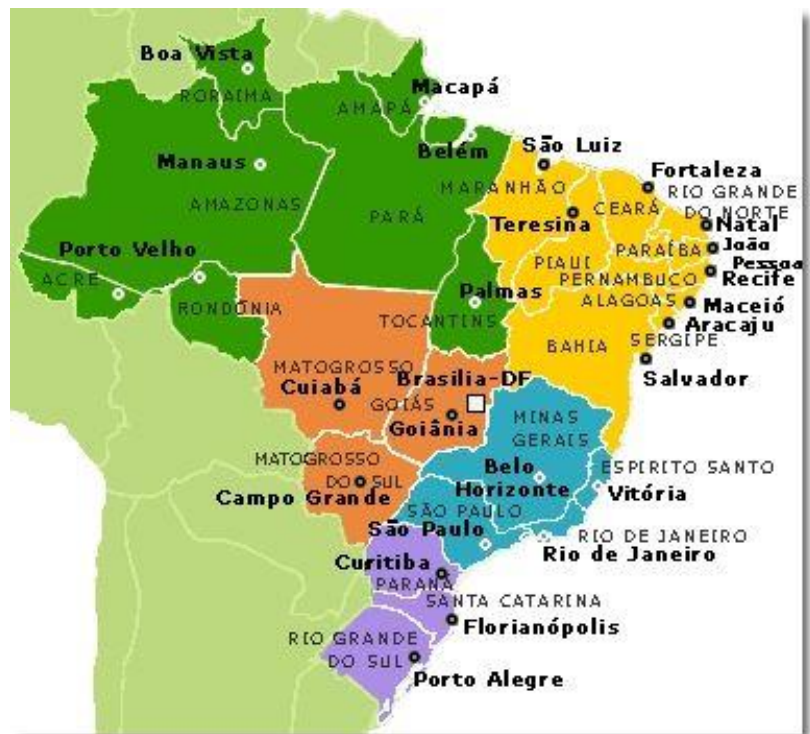 Boa Vista
RORAIMA
Macapá
AMAPÁ
Belém
São Luiz
Manaus
MARANHÃO
Fortaleza
RIO GRANDE
DO NORTE
AMAZONAS
PARÁ
CEARÁ
Teresina
Natal
Porto Velho
PIAUI
PARAÍBA
João
Pessoa
ACRE
PERNAMBUCO
Recife
RONDÔNIA
Palmas
ALAGOAS
Maceió
TOCANTINS
Aracaju
BAHIA
SERGIPE
MATOGROSSO
Brasilia-DF
Salvador
Cuiabá
GOIÁS
Goiânia
MINAS
GERAIS
MATOGROSSO
DO SUL
Belo
Horizonte
ESPIRITO SANTO
Campo Grande
Vitória
SÃO PAULO
São Paulo
RIO DE JANEIRO
Rio de Janeiro
Curitiba
PARANÁ
SANTA CATARINA
Florianópolis
RIO GRANDE
DO SUL
Porto Alegre